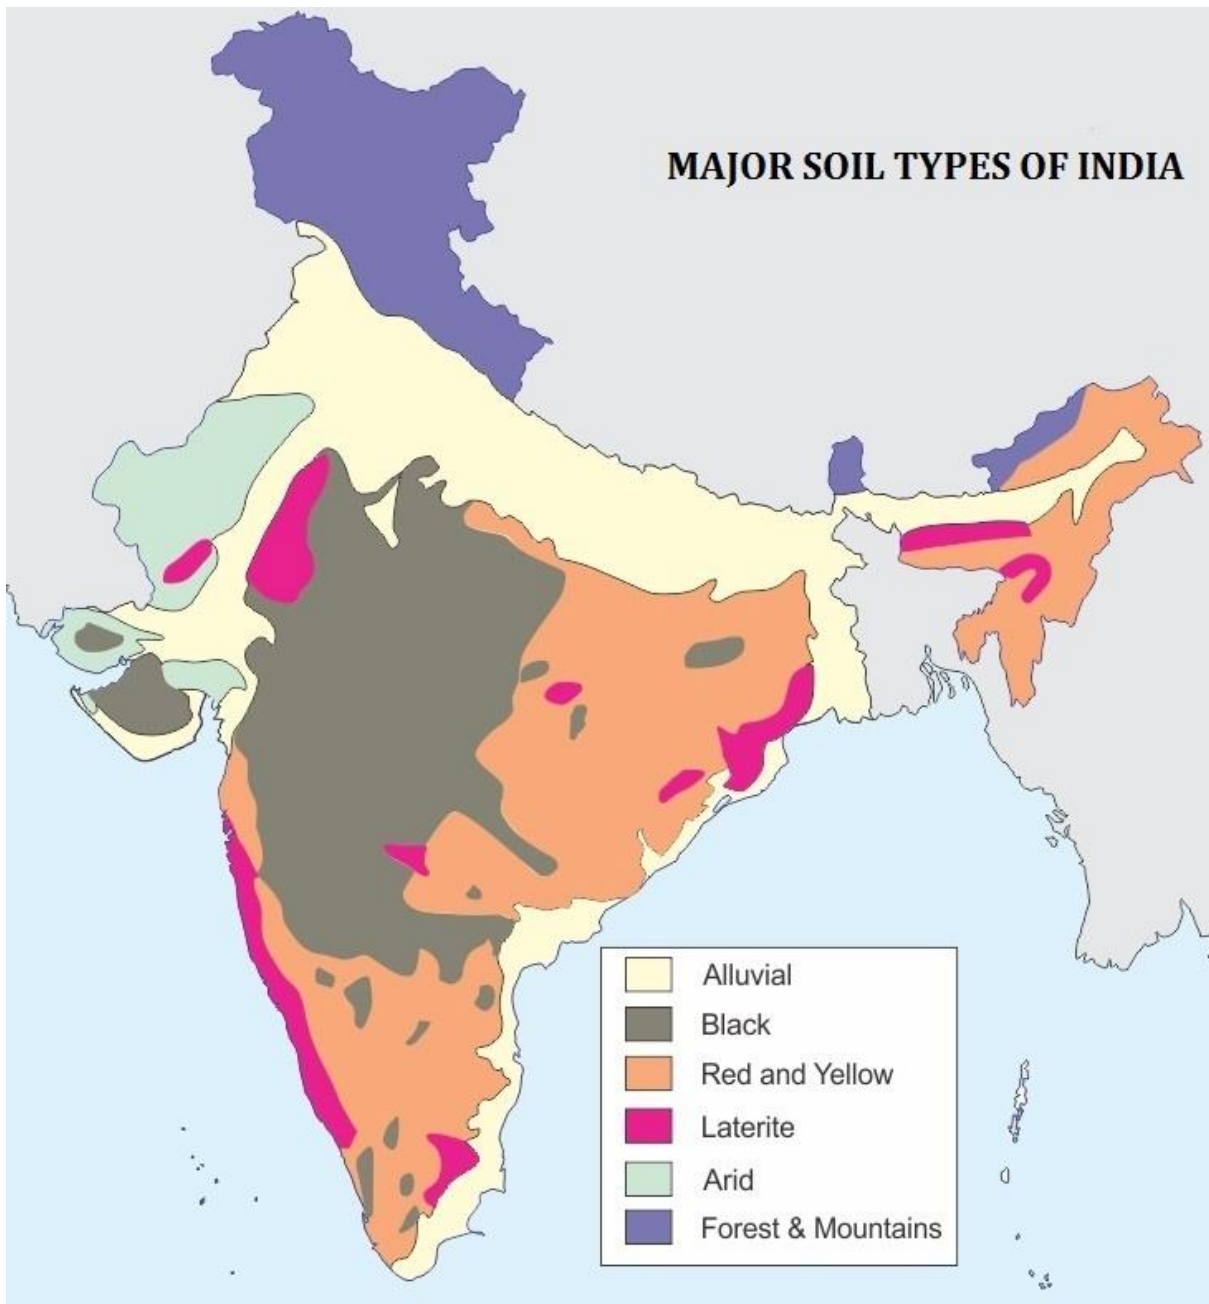 MAJOR SOIL TYPES OF INDIA
Alluvial
Black
Red and Yellow
Laterite
Arid
Forest & Mountains